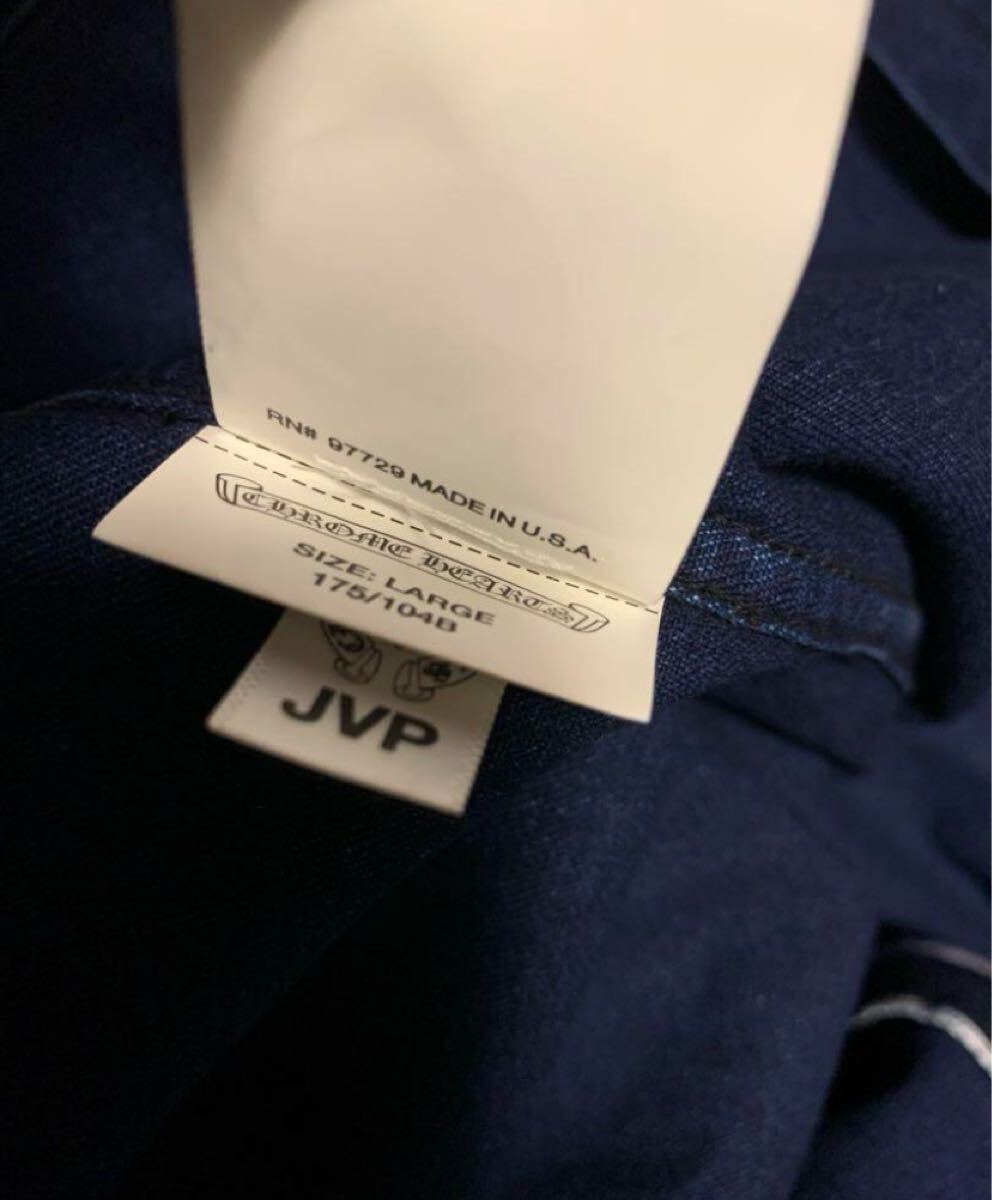 RN# 97729 MADE IN U.S.A.
CHROME HEARTS
SIZE: LARGE
175/104B
JVP